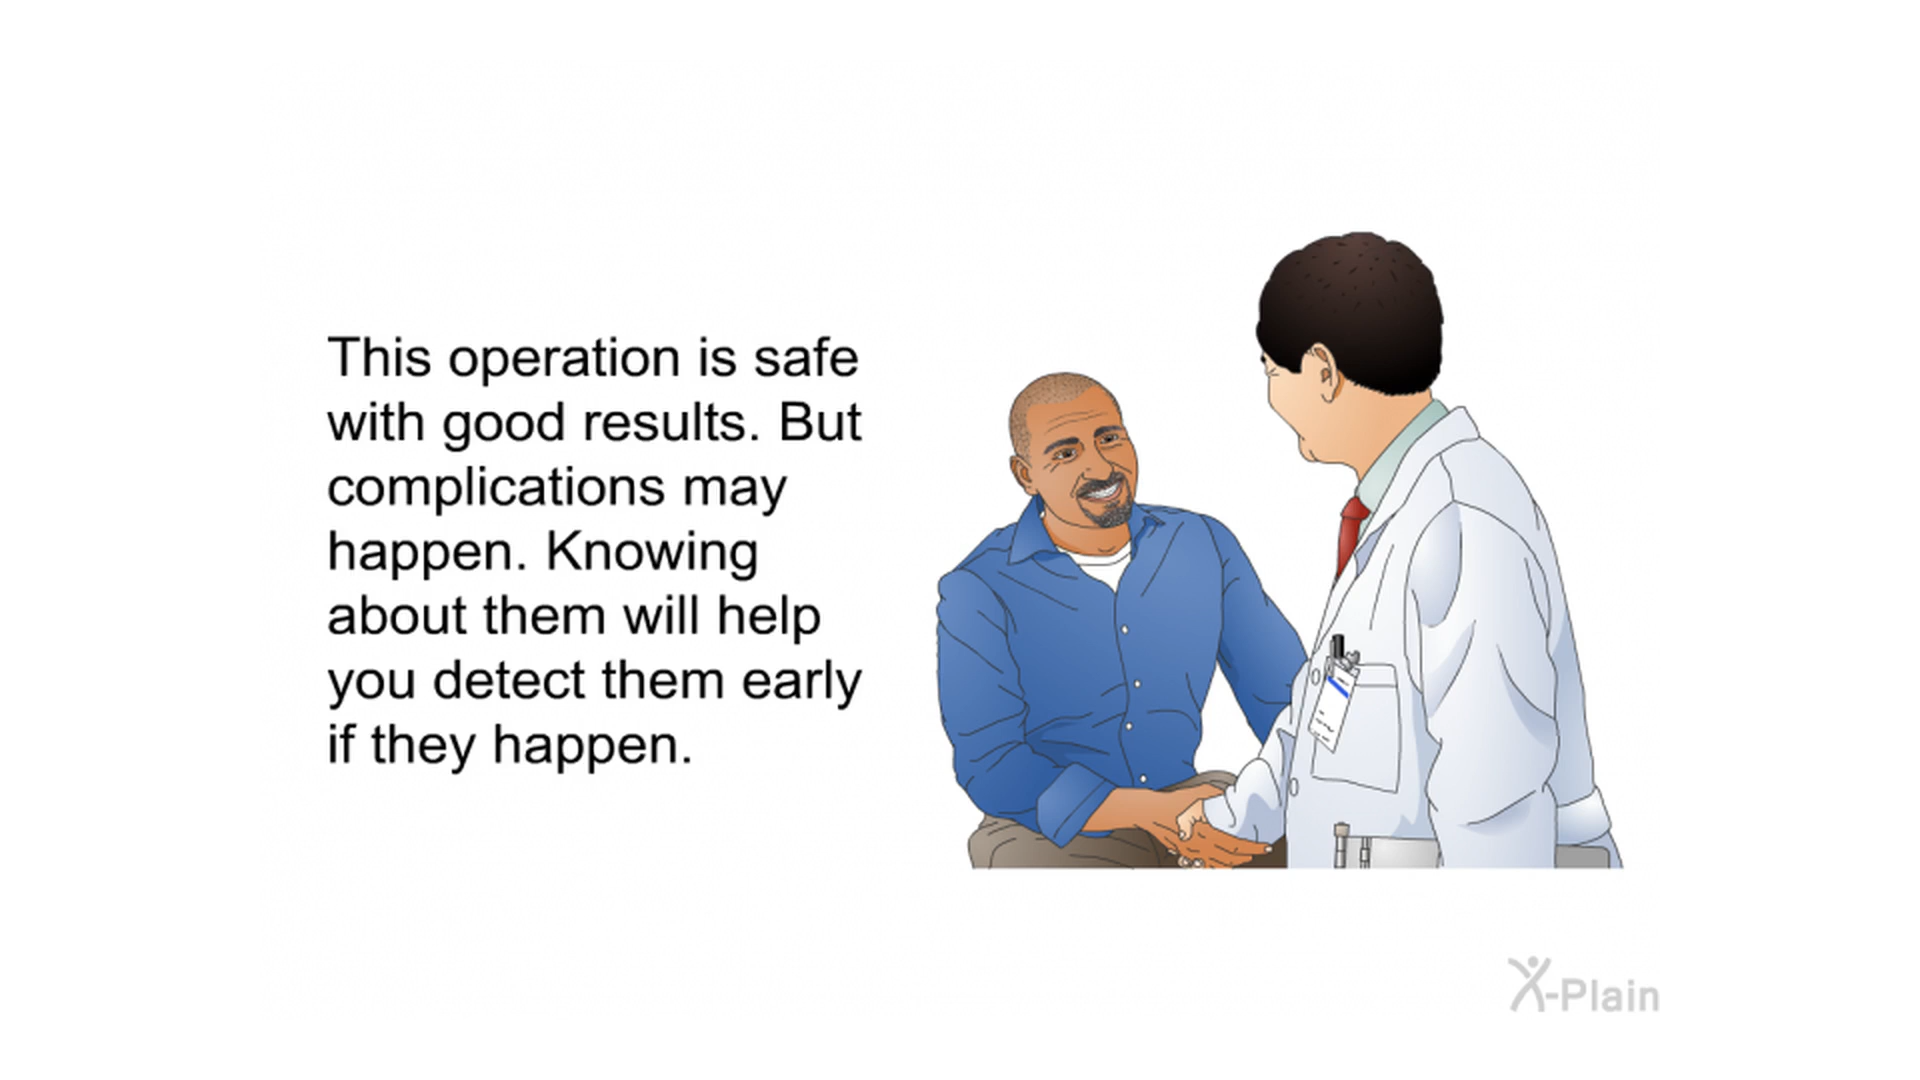 This operation is safe
with good results. But
complications may
happen. Knowing
about them will help
you detect them early
if they happen.
X-Plain